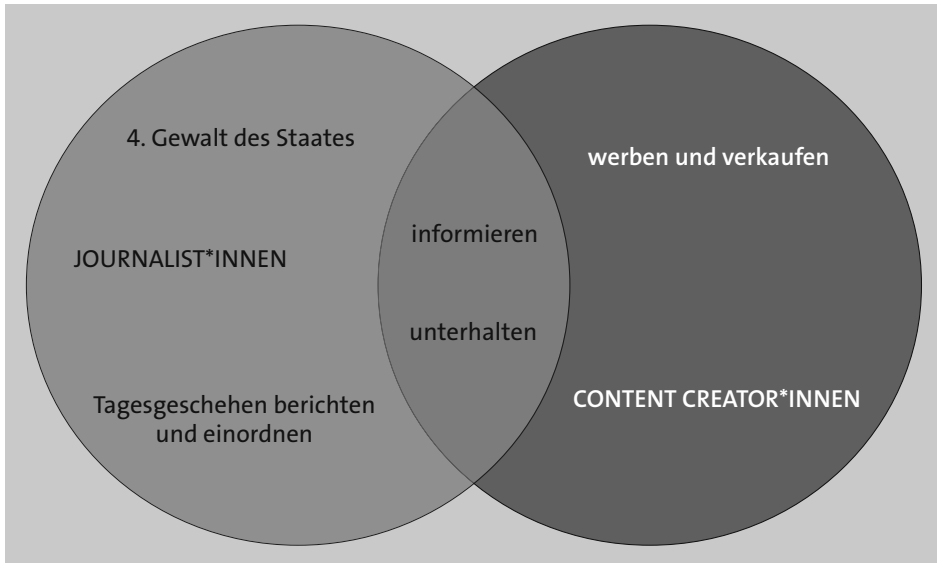 4. Gewalt des Staates
JOURNALIST*INNEN
Tagesgeschehen berichten
und einordnen
informieren
unterhalten
werben und verkaufen
CONTENT CREATOR*INNEN